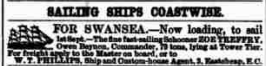 SAILING SHIPS COASTWISE.
FOR SWANSEA.—Now loading, to sail
1st Sept.—The fine fast-sailing Schooner ZOE TREFFRY,
Owen Baynon, Commander, 79 tons, lying at Tower Tier.
For freight apply to the Master on board, or to
W. T. PHILLIPS, Ship and Custom-house Agent, 3, Eastcheap, E.C.